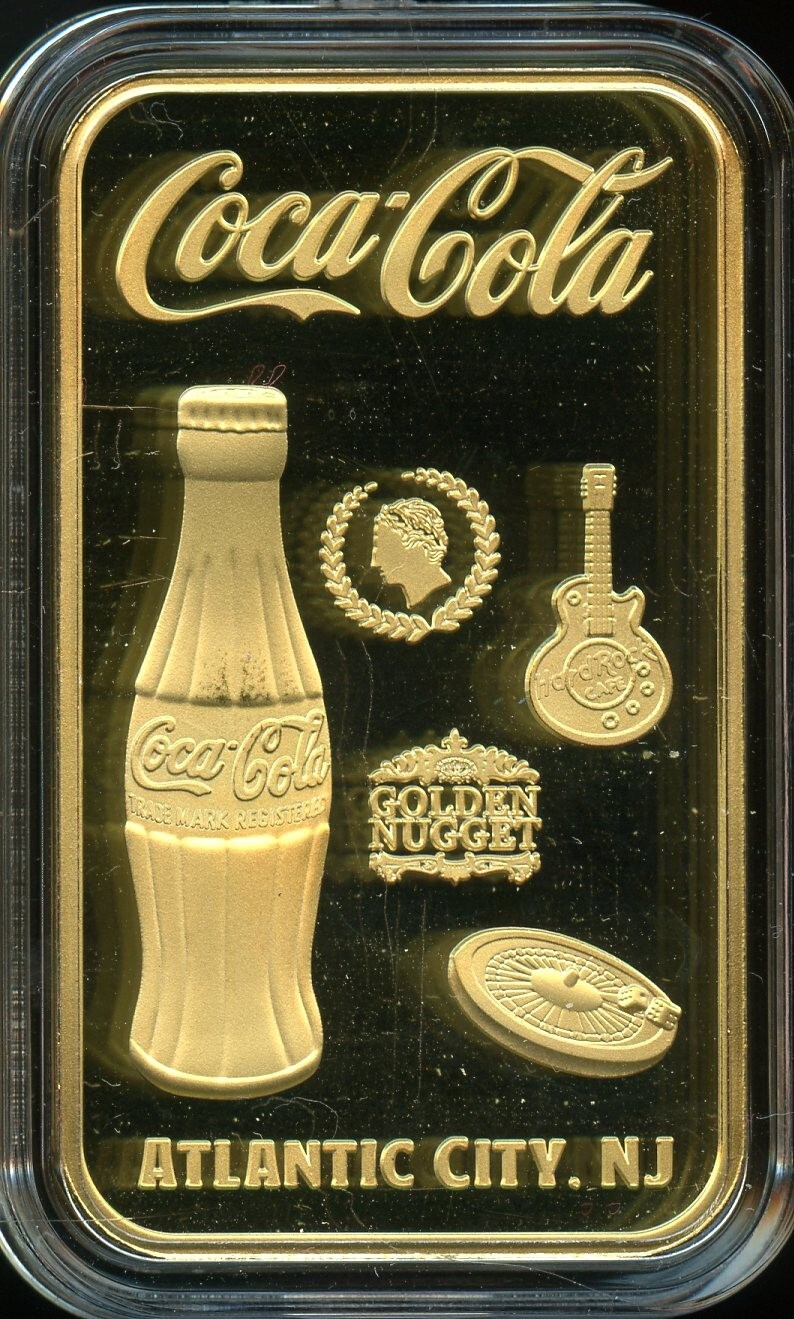 Coca-Cola
Coca-Cola
TRADE MARK REGISTERED
Hard Rock
CAFE
GOLDEN
NUGGET
ATLANTIC CITY, NJ